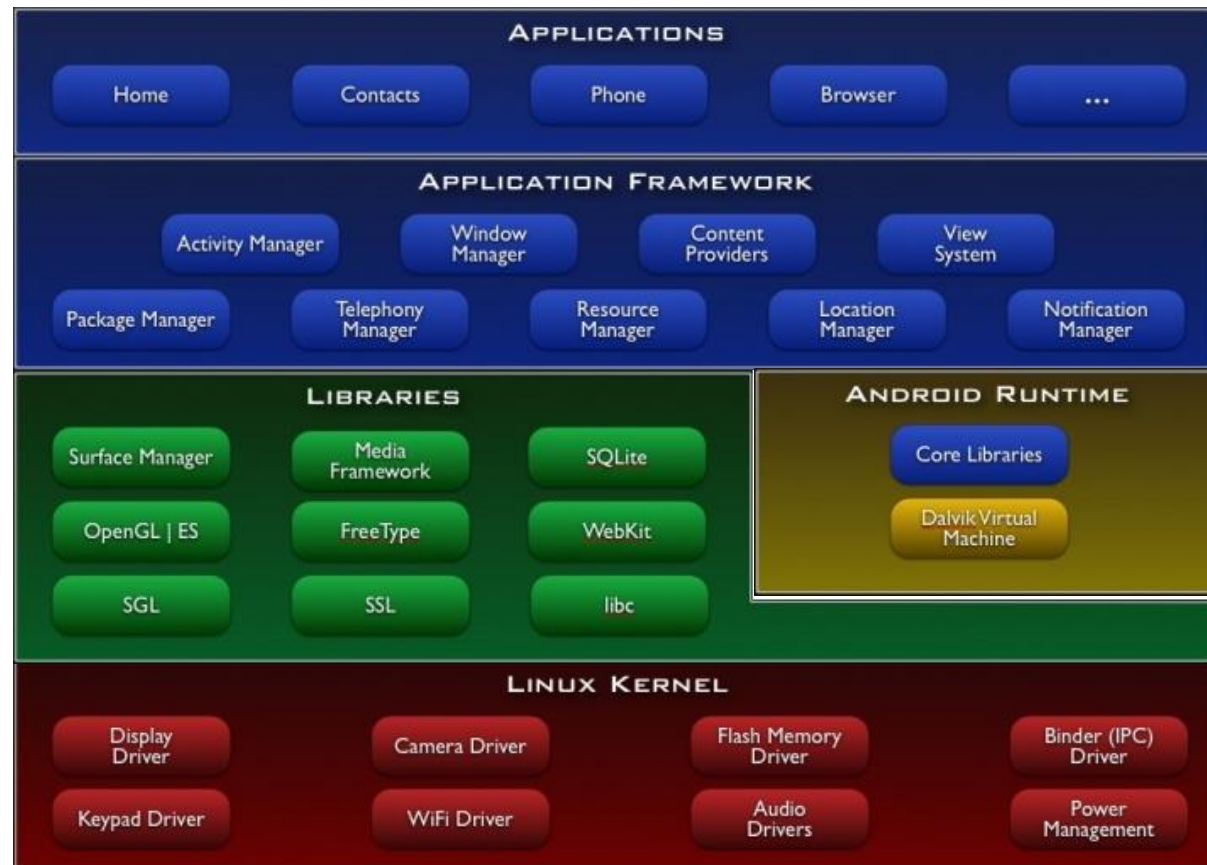 APPLICATIONS
Home
Contacts
Phone
Browser
...
APPLICATION FRAMEWORK
Activity Manager
Window
Manager
Content
Providers
View
System
Package Manager
Telephony
Manager
Resource
Manager
Location
Manager
Notification
Manager
LIBRARIES
Surface Manager
Media
Framework
SQLite
OpenGL | ES
FreeType
WebKit
SGL
SSL
libc
ANDROID RUNTIME
Core Libraries
Dalvik Virtual
Machine
LINUX KERNEL
Display
Driver
Camera Driver
Flash Memory
Driver
Binder (IPC)
Driver
Keypad Driver
WiFi Driver
Audio
Drivers
Power
Management